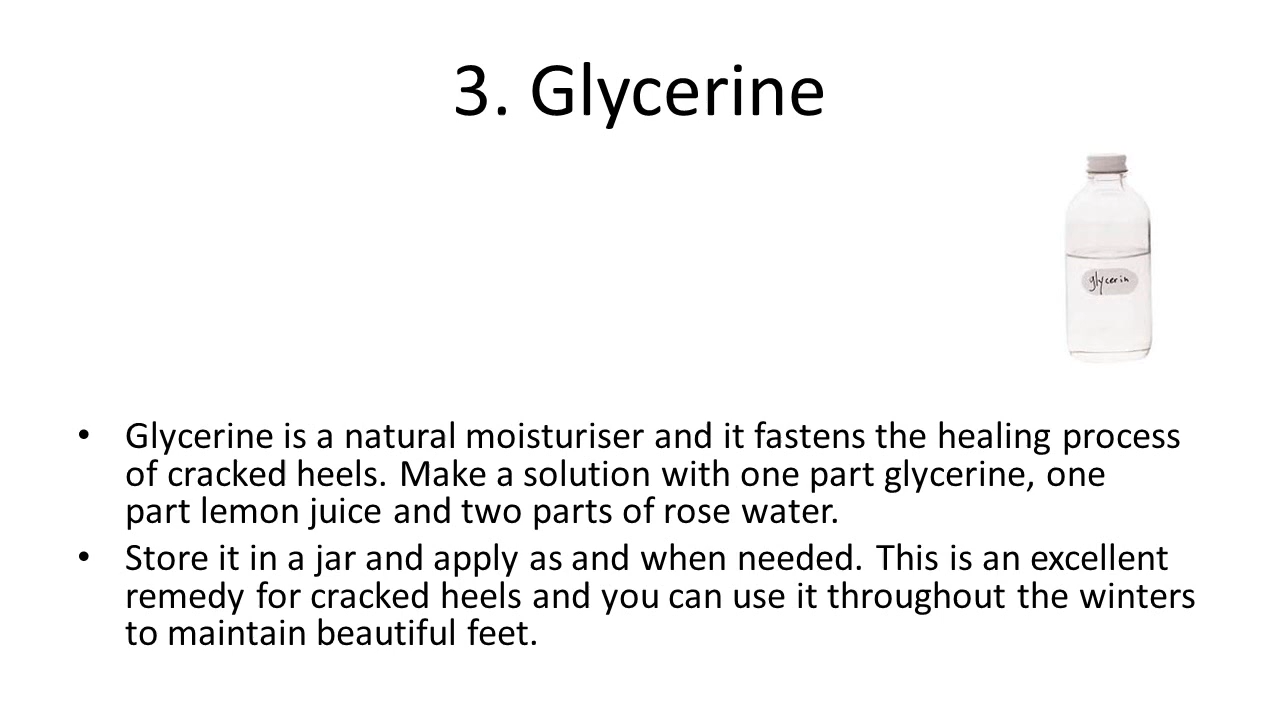 3. Glycerine
glycerin
• Glycerine is a natural moisturiser and it fastens the healing process
of cracked heels. Make a solution with one part glycerine, one
part lemon juice and two parts of rose water.
• Store it in a jar and apply as and when needed. This is an excellent
remedy for cracked heels and you can use it throughout the winters
to maintain beautiful feet.